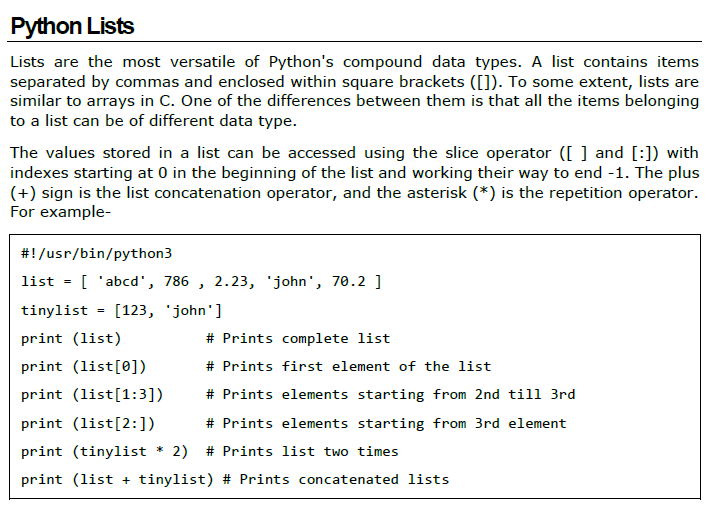 Python Lists
Lists are the most versatile of Python's compound data types. A list contains items
separated by commas and enclosed within square brackets ([]). To some extent, lists are
similar to arrays in C. One of the differences between them is that all the items belonging
to a list can be of different data type.
The values stored in a list can be accessed using the slice operator ([ ] and [:]) with
indexes starting at 0 in the beginning of the list and working their way to end -1. The plus
(+) sign is the list concatenation operator, and the asterisk (*) is the repetition operator.
For example-
#!/usr/bin/python3
list = [ 'abcd', 786 , 2.23, 'john', 70.2 ]
tinylist = [123, 'john']
print (list)          # Prints complete list
print (list[0])       # Prints first element of the list
print (list[1:3])     # Prints elements starting from 2nd till 3rd
print (list[2:])      # Prints elements starting from 3rd element
print (tinylist * 2)  # Prints list two times
print (list + tinylist) # Prints concatenated lists